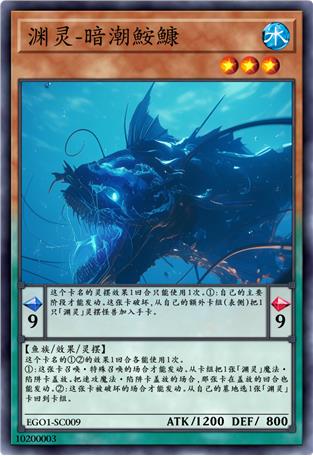 渊灵-暗潮鮟鱇
水
这个卡名的灵摆效果1回合只能使用1次。①:自己的主要
阶段才能发动。这张卡破坏,从自己的额外卡组(表侧)把1
只「渊灵」灵摆怪兽加入手卡。
9
9
【鱼族/效果/灵摆】
这个卡名的①②的效果1回合各能使用1次。
①:这张卡召唤·特殊召唤的场合才能发动。从卡组把1张「渊灵」魔法·
陷阱卡盖放。把速攻魔法·陷阱卡盖放的场合,那张卡在盖放的回合也
能发动。②:这张卡被破坏的场合才能发动。从自己的墓地选1张「渊灵」
卡回到卡组。
ATK/1200 DEF/ 800
EGO1-SC009
10200003